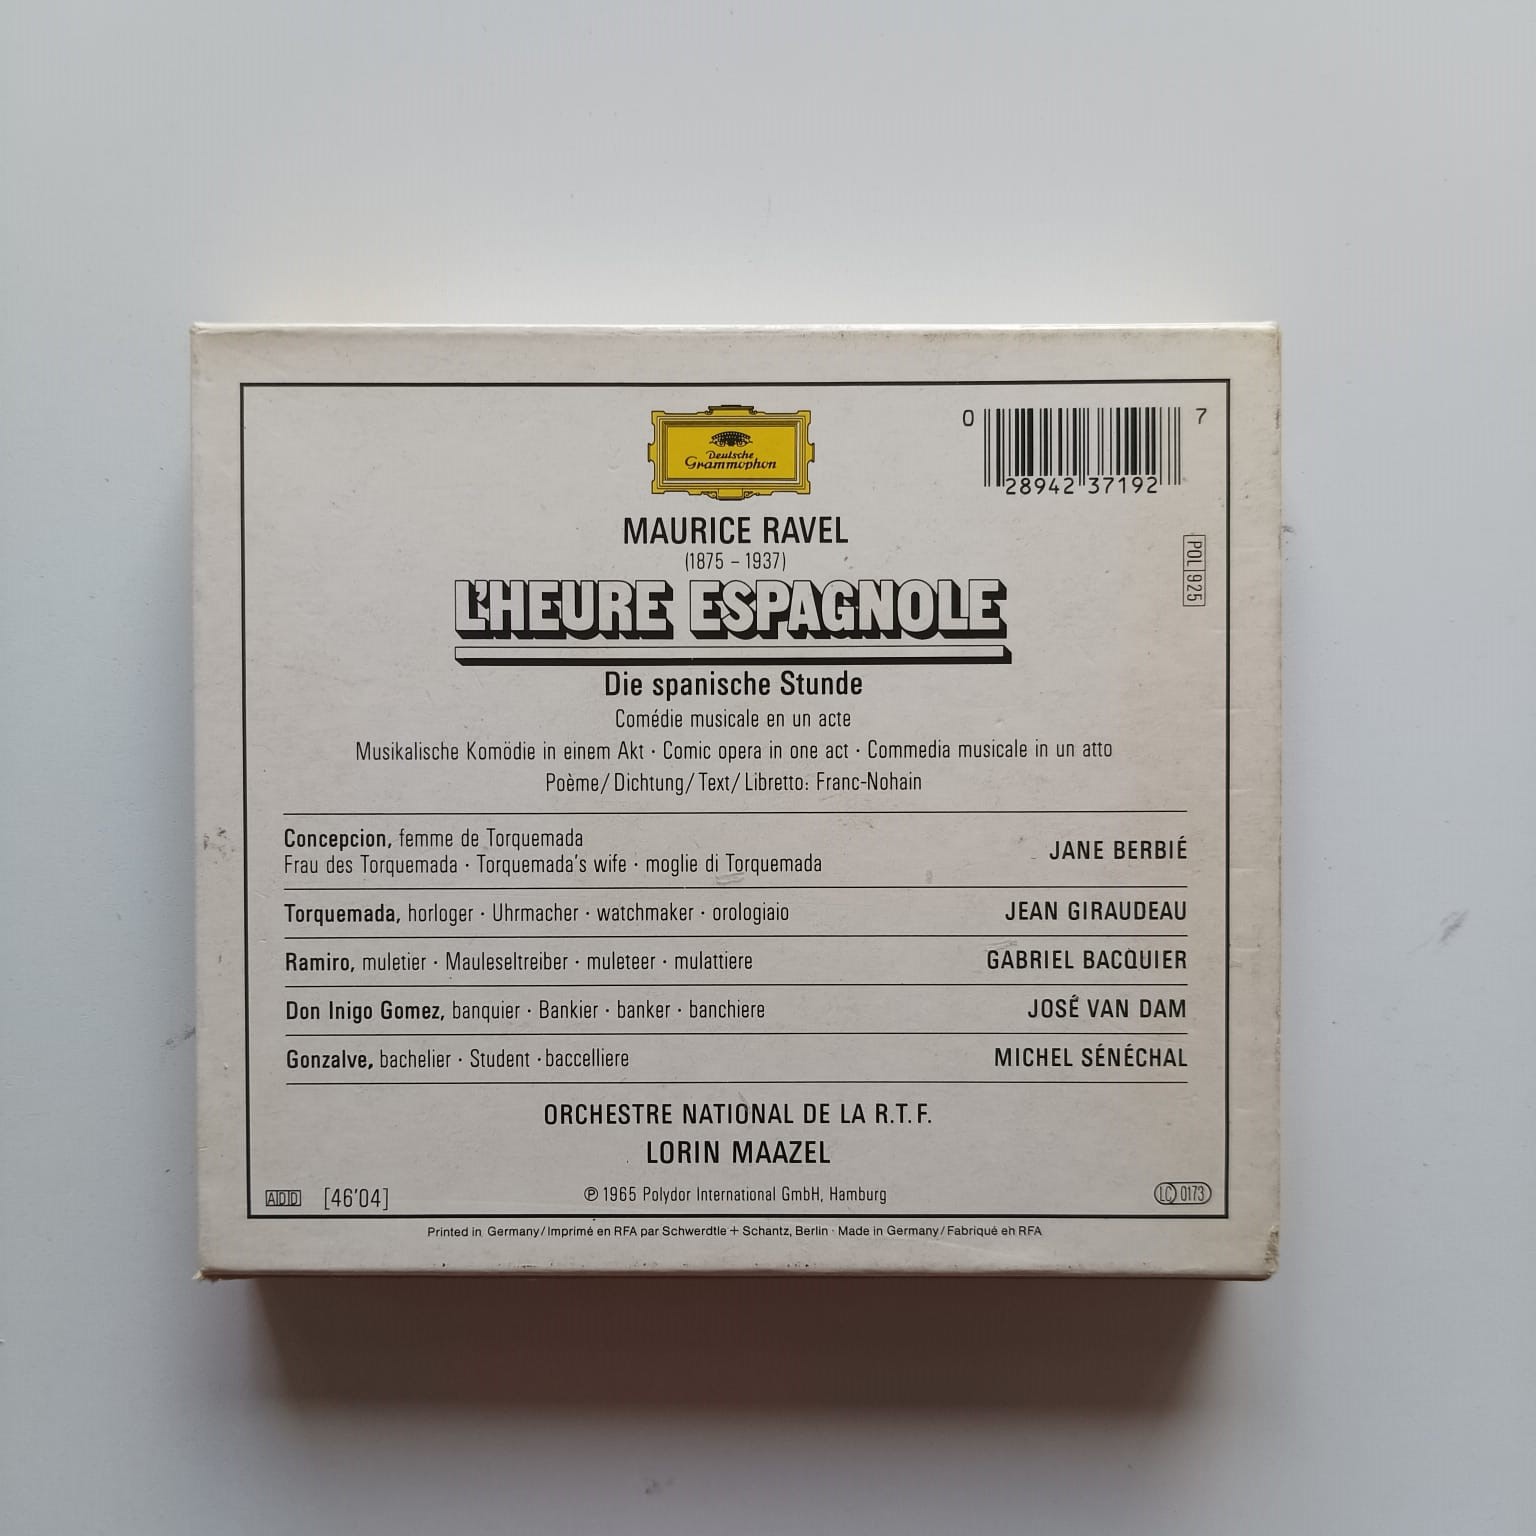 Deutsche
Grammophon
0 28942 37192 7
POL 925
MAURICE RAVEL
(1875 – 1937)
L'HEURE ESPAGNOLE
Die spanische Stunde
Comédie musicale en un acte
Musikalische Komödie in einem Akt · Comic opera in one act · Commedia musicale in un atto
Poème/Dichtung/Text/Libretto: Franc-Nohain
Concepcion, femme de Torquemada
Frau des Torquemada · Torquemada's wife · moglie di Torquemada
JANE BERBIÉ
Torquemada, horloger · Uhrmacher · watchmaker · orologiaio JEAN GIRAUDEAU
Ramiro, muletier · Mauleseltreiber · muleteer · mulattiere GABRIEL BACQUIER
Don Inigo Gomez, banquier · Bankier · banker · banchiere JOSÉ VAN DAM
Gonzalve, bachelier · Student · baccelliere MICHEL SÉNÉCHAL
ORCHESTRE NATIONAL DE LA R.T.F.
LORIN MAAZEL
ADD [46'04] ℗ 1965 Polydor International GmbH, Hamburg LC 0173
Printed in Germany/Imprimé en RFA par Schwerdtle + Schantz, Berlin · Made in Germany/Fabriqué en RFA